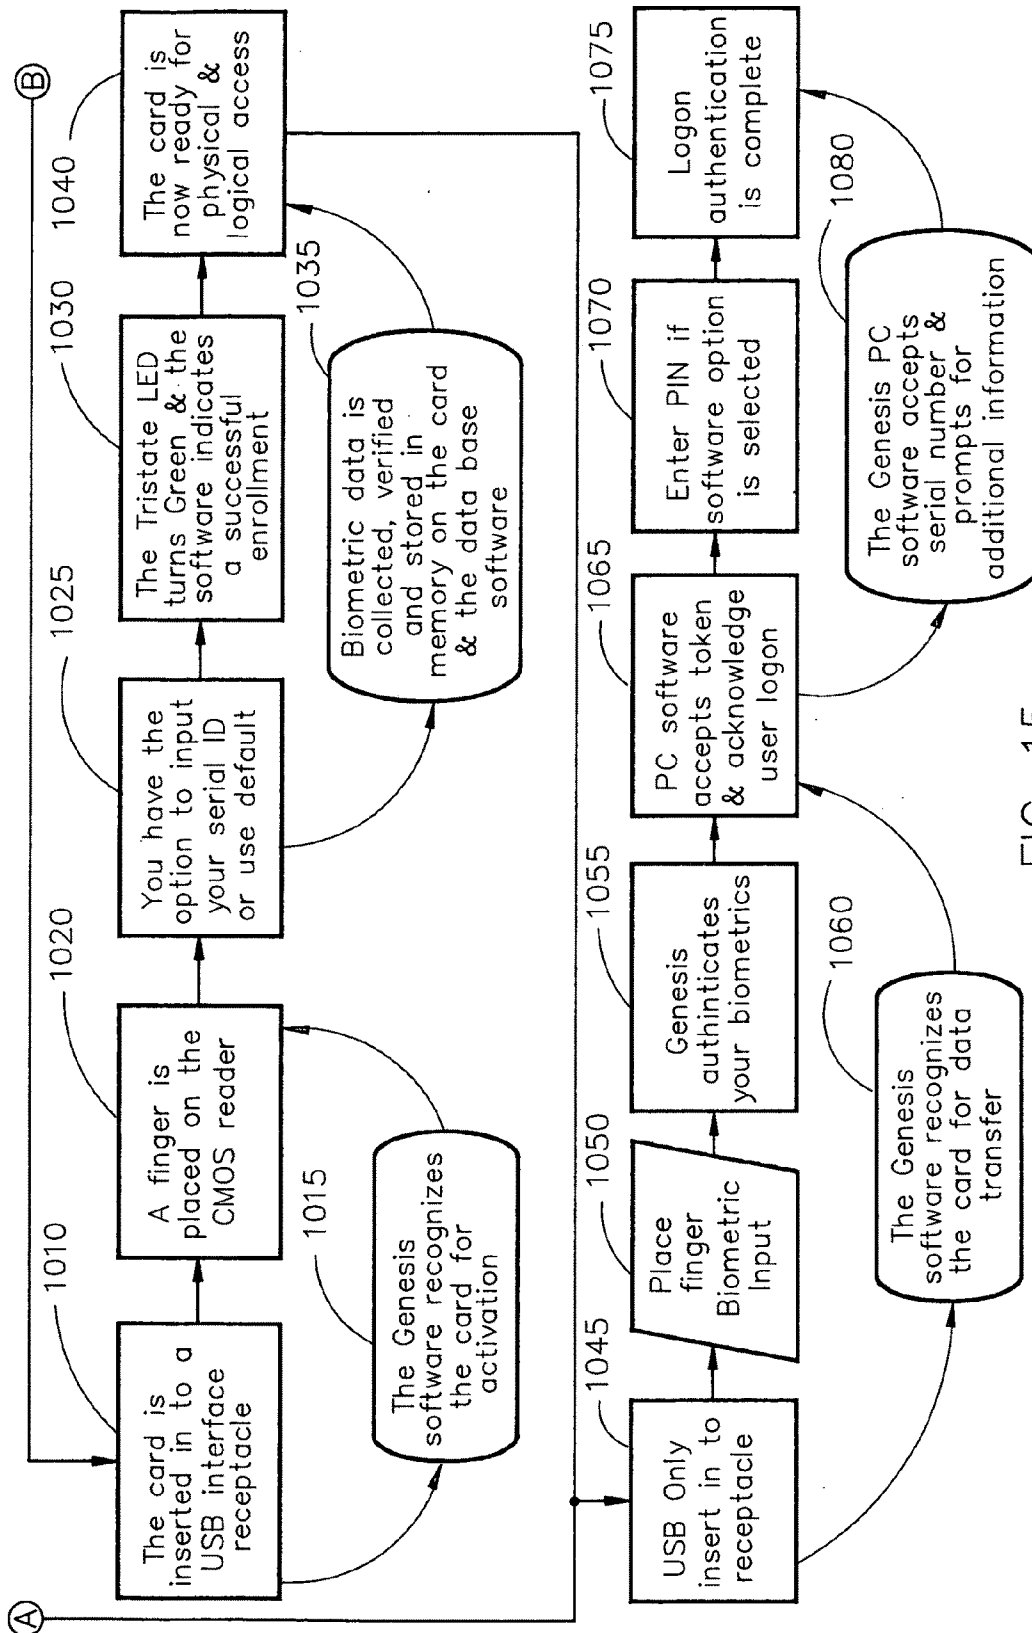 B
1010
The card is
inserted in to a
USB interface
receptacle
1015
The Genesis
software recognizes
the card for
activation
1020
A finger is
placed on the
CMOS reader
1025
You have the
option to input
your serial ID
or use default
1030
The Tristate LED
turns Green & the
software indicates
a successful
enrollment
1035
Biometric data is
collected, verified
and stored in
memory on the card
& the data base
software
1040
The card is
now ready for
physical &
logical access
A
1045
USB Only
insert in to
receptacle
1050
Place
finger
Biometric
Input
1055
Genesis
authinticates
your biometrics
1060
The Genesis
software recognizes
the card for data
transfer
1065
PC software
accepts token
& acknowledge
user logon
1070
Enter PIN if
software option
is selected
1075
Logon
authentication
is complete
1080
The Genesis PC
software accepts
serial number &
prompts for
additional information
FIG. 15